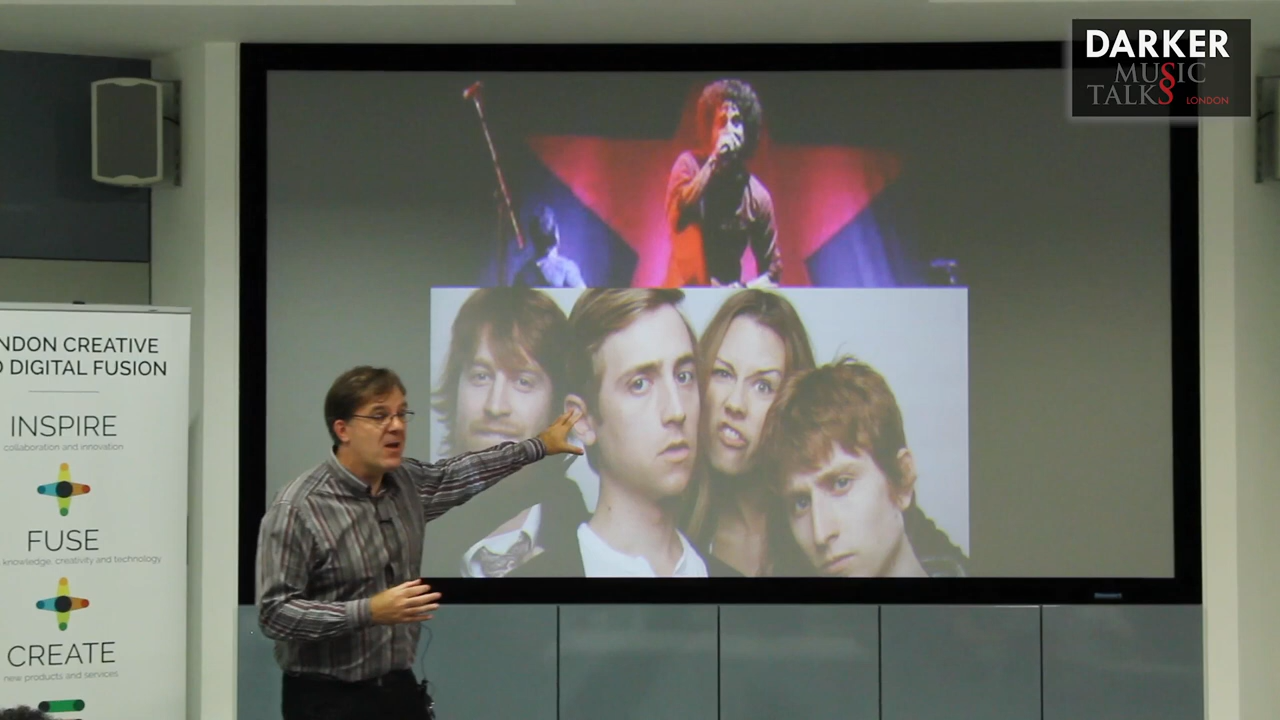 DARKER
MUSIC
TALKS LONDON
NDON CREATIVE
D DIGITAL FUSION
INSPIRE
collaboration and innovation
FUSE
knowledge, creativity and technology
CREATE
new products and services